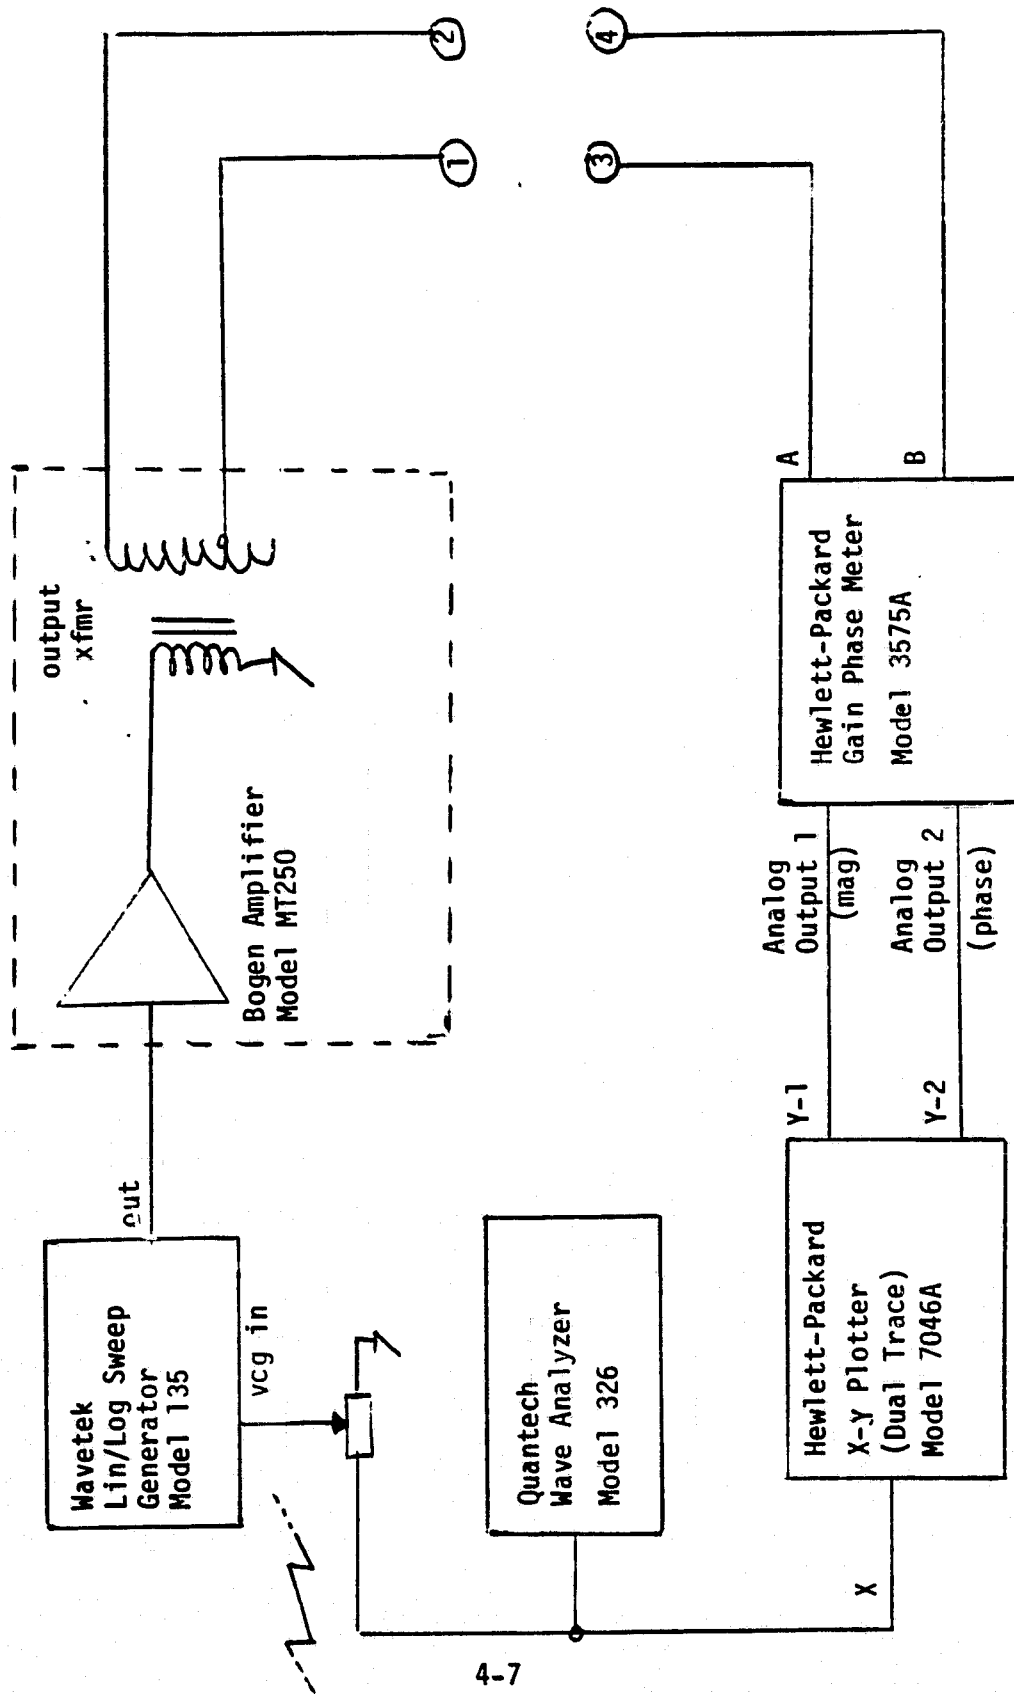 Wavetek
Lin/Log Sweep
Generator
Model 135
out
vcg in
Bogen Amplifier
Model MT250
output
xfmr
2
1
Quantech
Wave Analyzer
Model 326
Hewlett-Packard
X-y Plotter
(Dual Trace)
Model 7046A
X
Y-1
Y-2
Analog
Output 1
(mag)
Analog
Output 2
(phase)
Hewlett-Packard
Gain Phase Meter
Model 3575A
A
B
3
4
4-7